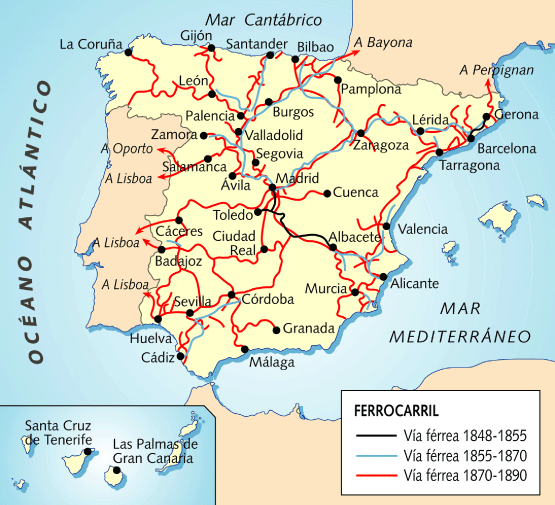 Mar Cantábrico
La Coruña
Gijón
Santander
Bilbao
A Bayona
A Perpignan
León
Pamplona
Palencia
Burgos
Gerona
Zamora
Valladolid
Lérida
A Oporto
Segovia
Zaragoza
Barcelona
Salamanca
Tarragona
A Lisboa
Ávila
Madrid
Cuenca
OCÉANO ATLÁNTICO
Toledo
Cáceres
Valencia
A Lisboa
Ciudad
Real
Albacete
Badajoz
A Lisboa
Murcia
Alicante
Sevilla
Córdoba
MAR
MEDITERRÁNEO
Huelva
Granada
Cádiz
Málaga
Santa Cruz
de Tenerife
Las Palmas de
Gran Canaria
FERROCARRIL
Vía férrea 1848-1855
Vía férrea 1855-1870
Vía férrea 1870-1890